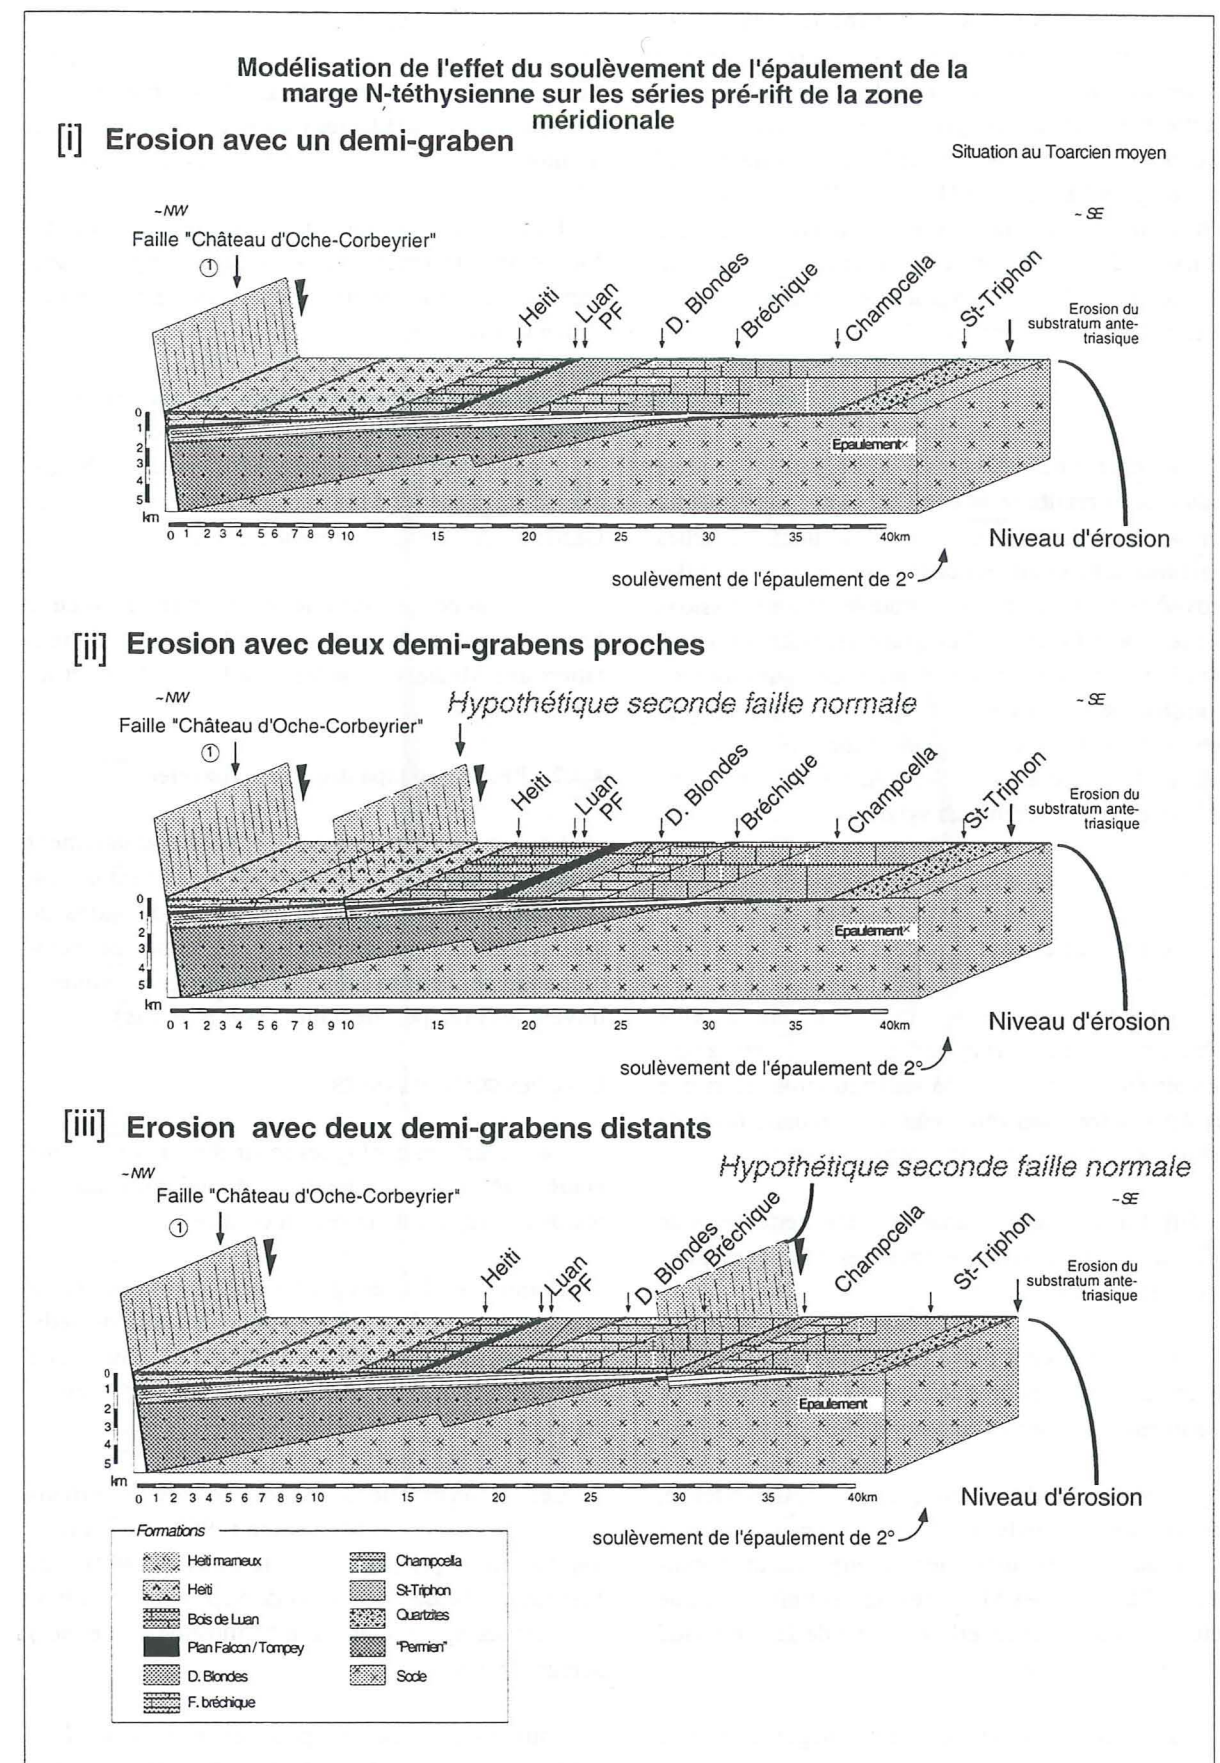 Modélisation de l'effet du soulèvement de l'épaulement de la
marge N-téthysienne sur les séries pré-rift de la zone
méridionale
[i] Erosion avec un demi-graben
Situation au Toarcien moyen
~NW
~ SE
Faille "Château d'Oche-Corbeyrier"
1
Heiti
Luan
PF
D. Blondes
Bréchique
Champcella
St-Triphon
Erosion du
substratum ante-
triasique
0
1
2
3
4
5
km
Epaulement
0 1 2 3 4 5 6 7 8 9 10 15 20 25 30 35 40km
Niveau d'érosion
soulèvement de l'épaulement de 2°
[ii] Erosion avec deux demi-grabens proches
~NW
~ SE
Hypothétique seconde faille normale
Faille "Château d'Oche-Corbeyrier"
1
Heiti
Luan
PF
D. Blondes
Bréchique
Champcella
St-Triphon
Erosion du
substratum ante-
triasique
0
1
2
3
4
5
km
Epaulement
0 1 2 3 4 5 6 7 8 9 10 15 20 25 30 35 40km
Niveau d'érosion
soulèvement de l'épaulement de 2°
[iii] Erosion avec deux demi-grabens distants
~NW
Hypothétique seconde faille normale
~SE
Faille "Château d'Oche-Corbeyrier"
1
Heiti
Luan
PF
D. Blondes
Bréchique
Champcella
St-Triphon
Erosion du
substratum ante-
triasique
0
1
2
3
4
5
km
Epaulement
0 1 2 3 4 5 6 7 8 9 10 15 20 25 30 35 40km
Niveau d'érosion
soulèvement de l'épaulement de 2°
Formations
Heiti marneux
Heiti
Bois de Luan
Plan Falcon / Tompey
D. Blondes
F. bréchique
Champcella
St-Triphon
Quartzites
"Permien"
Socle